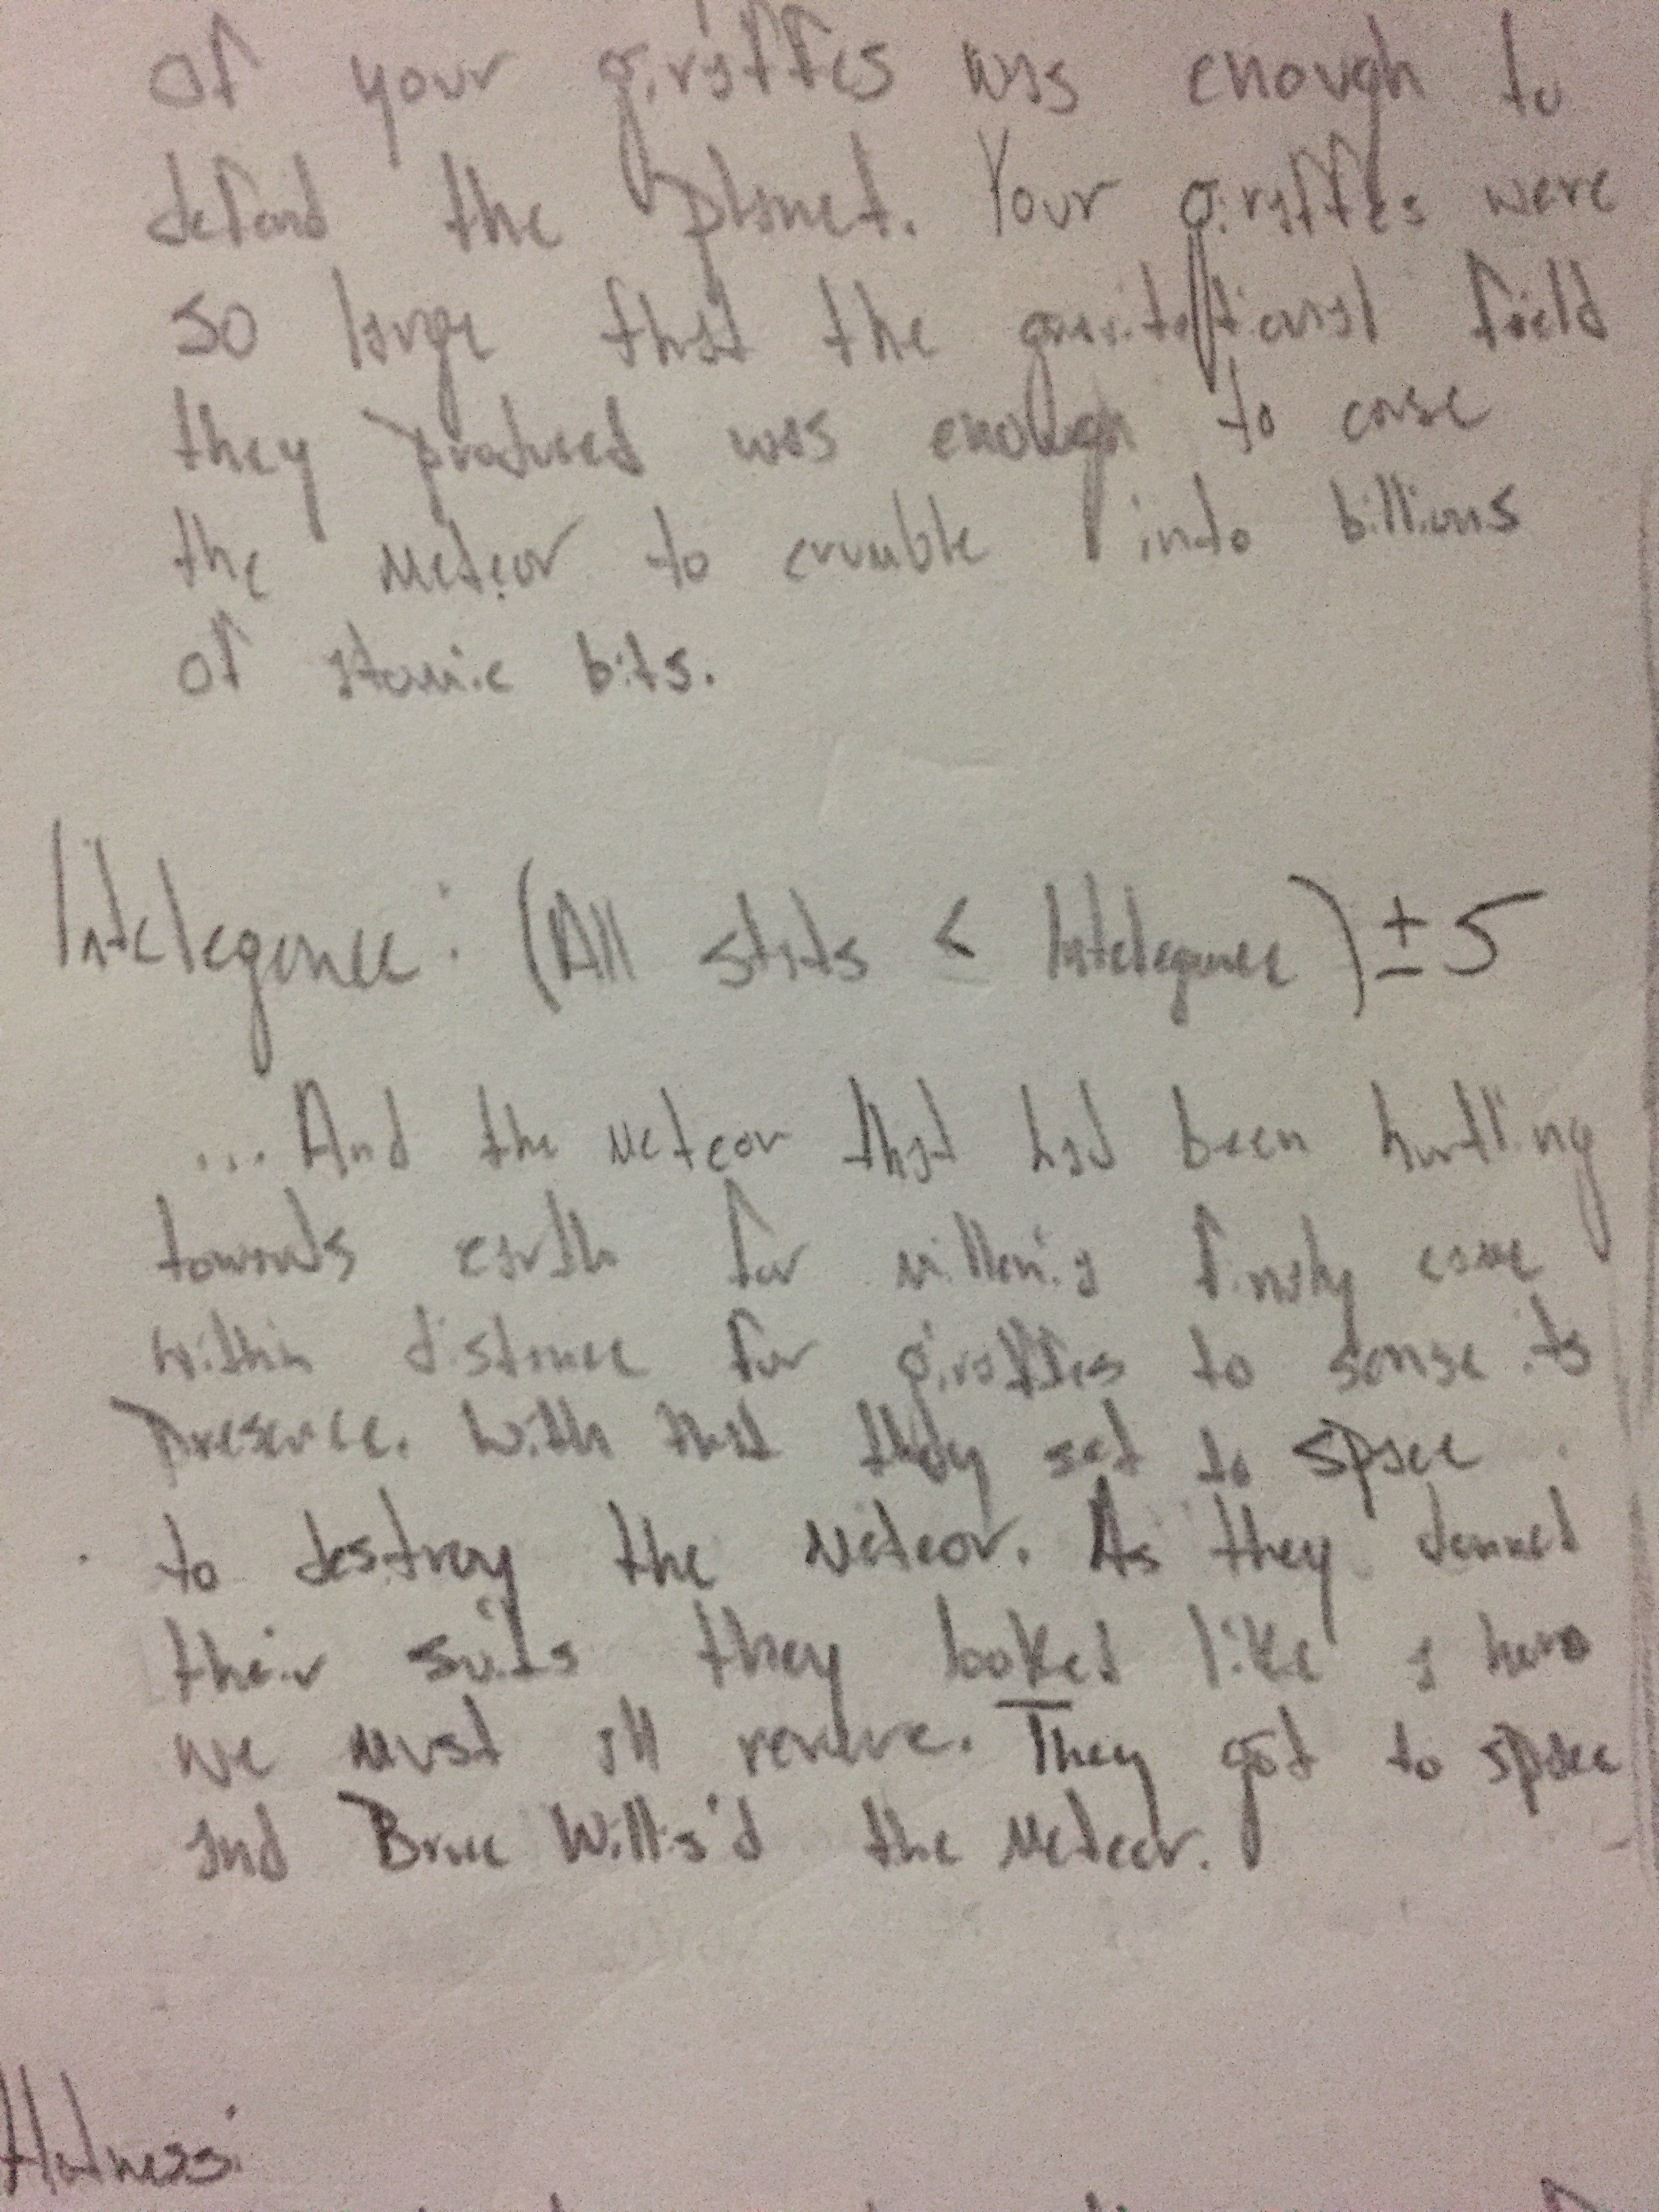 of your giraffes was enough to
defend the planet. Your giraffes were
so large that the gravitational field
they produced was enough to cause
the meteor to crumble into billions
of atomic bits.
Intelegence: (All stats ≤ Intelegence) ± 5
... And the meteor that had been hurtling
towards earth for millenia finaly came
within distance for giraffes to sense its
presence. With that they set to space
to destroy the meteor. As they donned
their suits they looked like a hero
we must all revere. They got to space
and Bruce Willis'd the meteor.
Hotness: